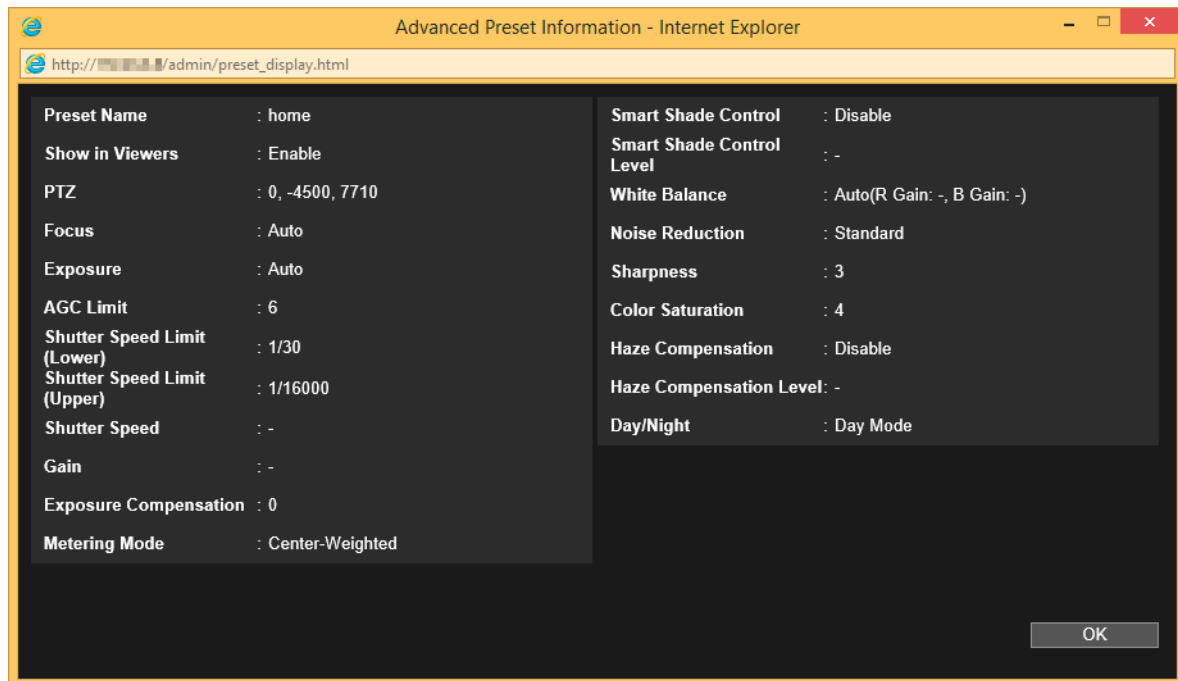 Advanced Preset Information - Internet Explorer
http:// /admin/preset_display.html
Preset Name : home
Show in Viewers : Enable
PTZ : 0, -4500, 7710
Focus : Auto
Exposure : Auto
AGC Limit : 6
Shutter Speed Limit
(Lower) : 1/30
Shutter Speed Limit
(Upper) : 1/16000
Shutter Speed : -
Gain : -
Exposure Compensation : 0
Metering Mode : Center-Weighted
Smart Shade Control : Disable
Smart Shade Control
Level : -
White Balance : Auto(R Gain: -, B Gain: -)
Noise Reduction : Standard
Sharpness : 3
Color Saturation : 4
Haze Compensation : Disable
Haze Compensation Level: -
Day/Night : Day Mode
OK